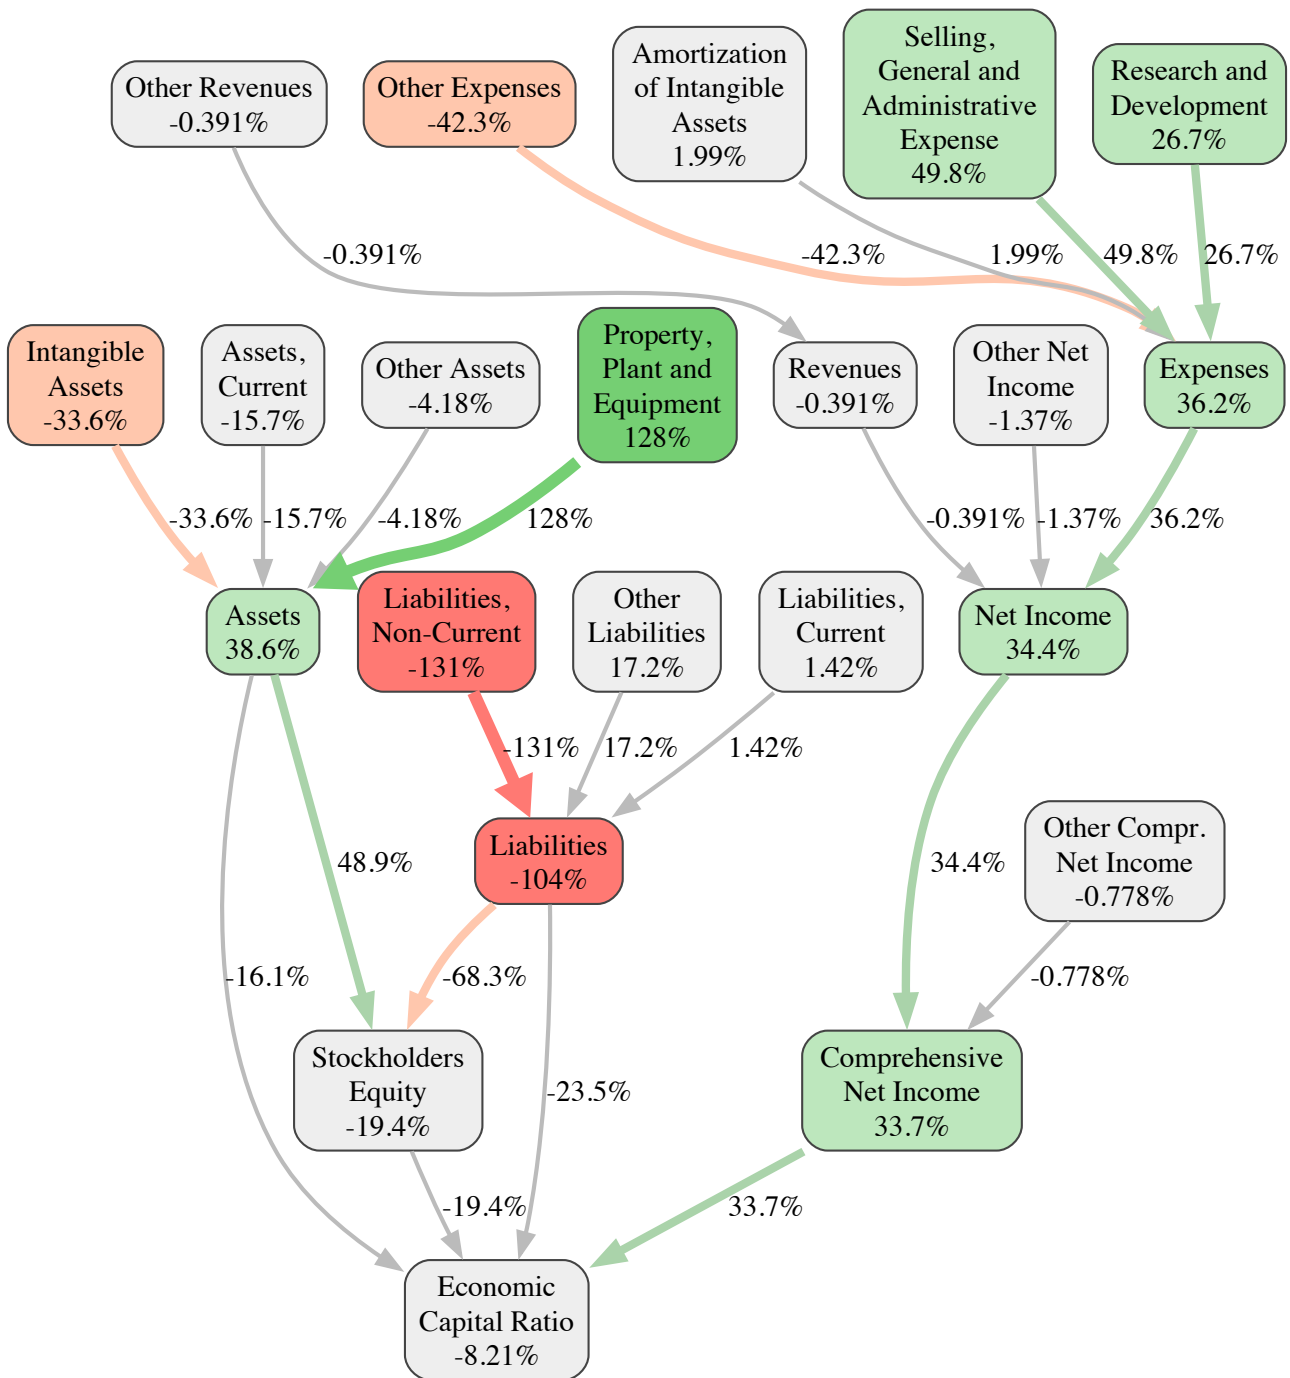 Other Revenues
-0.391%
Other Expenses
-42.3%
Amortization
of Intangible
Assets
1.99%
Selling,
General and
Administrative
Expense
49.8%
Research and
Development
26.7%
-0.391%
-42.3%
1.99%
49.8%
26.7%
Intangible
Assets
-33.6%
Assets,
Current
-15.7%
Other Assets
-4.18%
Property,
Plant and
Equipment
128%
Revenues
-0.391%
Other Net
Income
-1.37%
Expenses
36.2%
-33.6%
-15.7%
-4.18%
128%
-0.391%
-1.37%
36.2%
Assets
38.6%
Liabilities,
Non-Current
-131%
Other
Liabilities
17.2%
Liabilities,
Current
1.42%
Net Income
34.4%
-131%
17.2%
1.42%
Liabilities
-104%
Other Compr.
Net Income
-0.778%
48.9%
34.4%
-16.1%
-68.3%
-0.778%
Stockholders
Equity
-19.4%
-23.5%
Comprehensive
Net Income
33.7%
-19.4%
33.7%
Economic
Capital Ratio
-8.21%